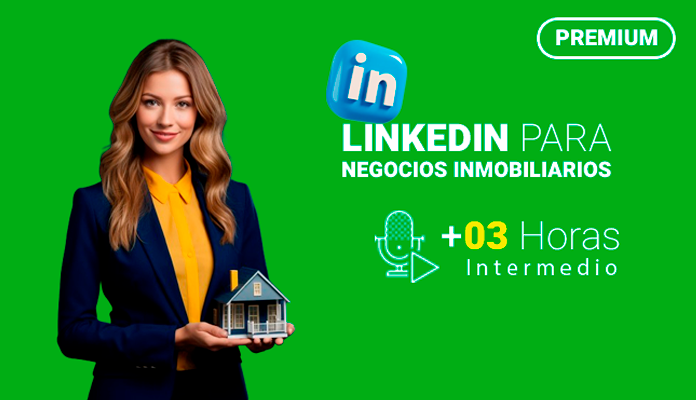 PREMIUM
in
LINKEDIN PARA
NEGOCIOS INMOBILIARIOS
+03 Horas
Intermedio